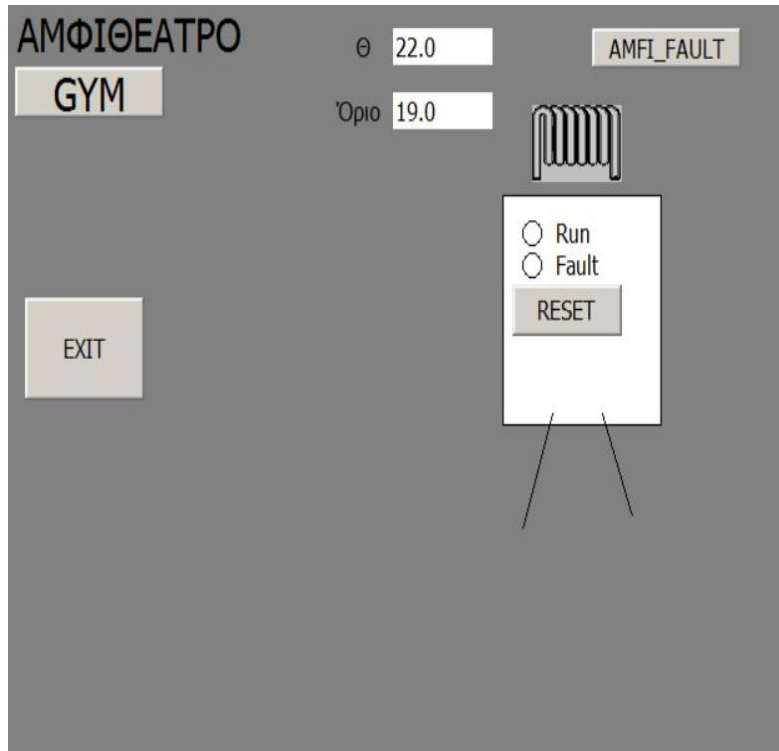 ΑΜΦΙΘΕΑΤΡΟ
GYM
Θ 22.0
Όριο 19.0
AMFI_FAULT
Run
Fault
RESET
EXIT